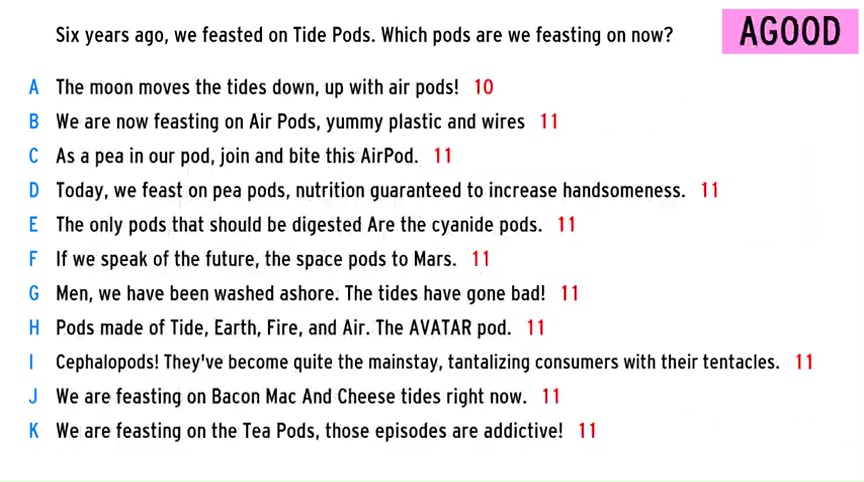 Six years ago, we feasted on Tide Pods. Which pods are we feasting on now?
AGOOD
A The moon moves the tides down, up with air pods! 10
B We are now feasting on Air Pods, yummy plastic and wires 11
C As a pea in our pod, join and bite this AirPod. 11
D Today, we feast on pea pods, nutrition guaranteed to increase handsomeness. 11
E The only pods that should be digested Are the cyanide pods. 11
F If we speak of the future, the space pods to Mars. 11
G Men, we have been washed ashore. The tides have gone bad! 11
H Pods made of Tide, Earth, Fire, and Air. The AVATAR pod. 11
I Cephalopods! They've become quite the mainstay, tantalizing consumers with their tentacles. 11
J We are feasting on Bacon Mac And Cheese tides right now. 11
K We are feasting on the Tea Pods, those episodes are addictive! 11